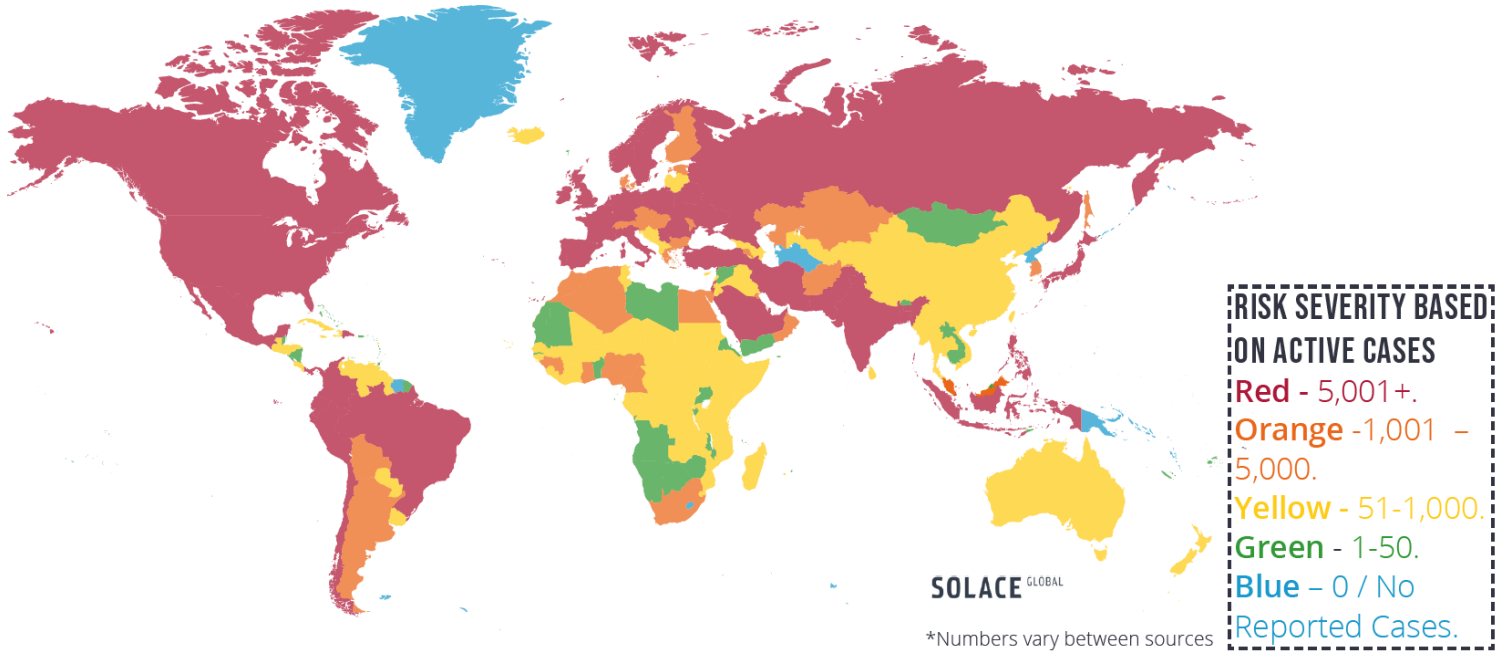 RISK SEVERITY BASED
ON ACTIVE CASES
Red - 5,001+.
Orange -1,001 –
5,000.
Yellow - 51-1,000.
Green - 1-50.
Blue – 0 / No
Reported Cases.
SOLACE GLOBAL
*Numbers vary between sources